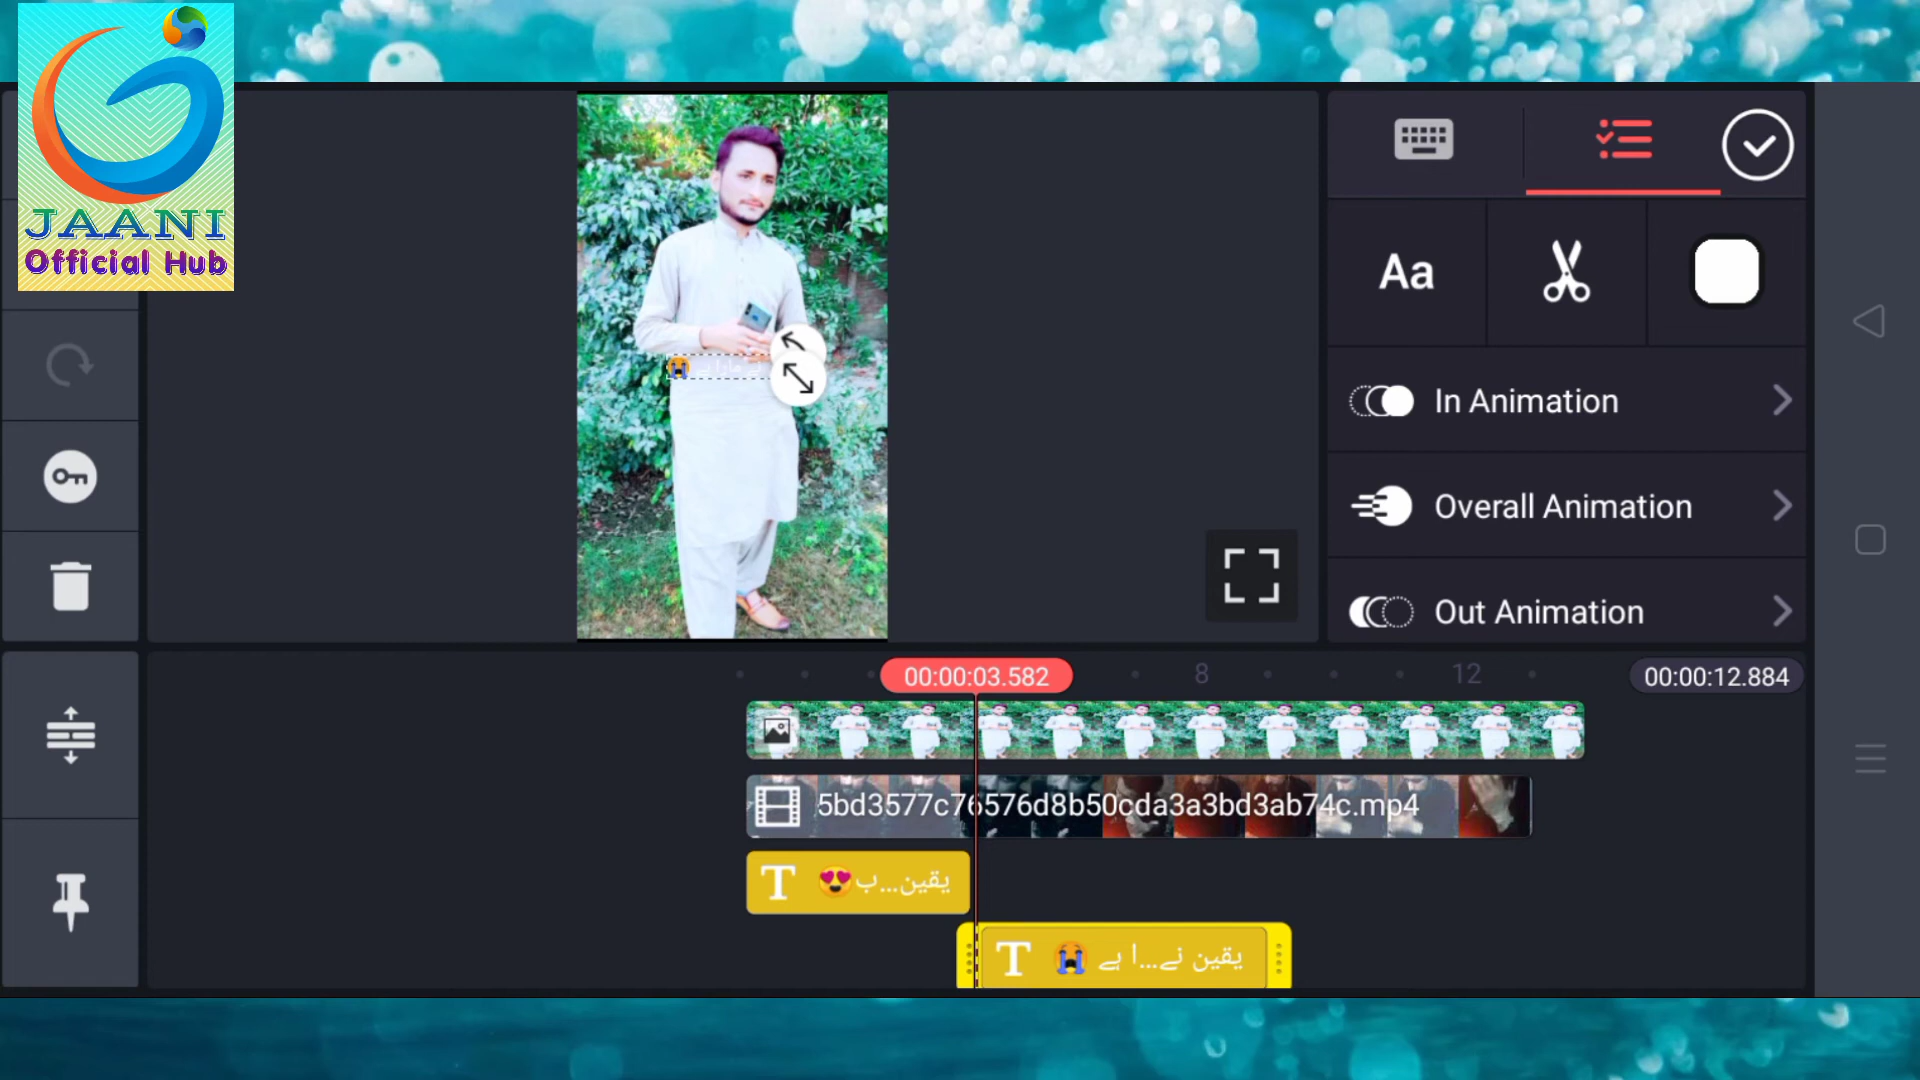 JAANI
Official Hub
Aa
In Animation
Overall Animation
Out Animation
00:00:03.582
8
12
00:00:12.884
5bd3577c76576d8b50cda3a3bd3ab74c.mp4
T یقین...ب😍
T یقین نے...ا ہے 😭